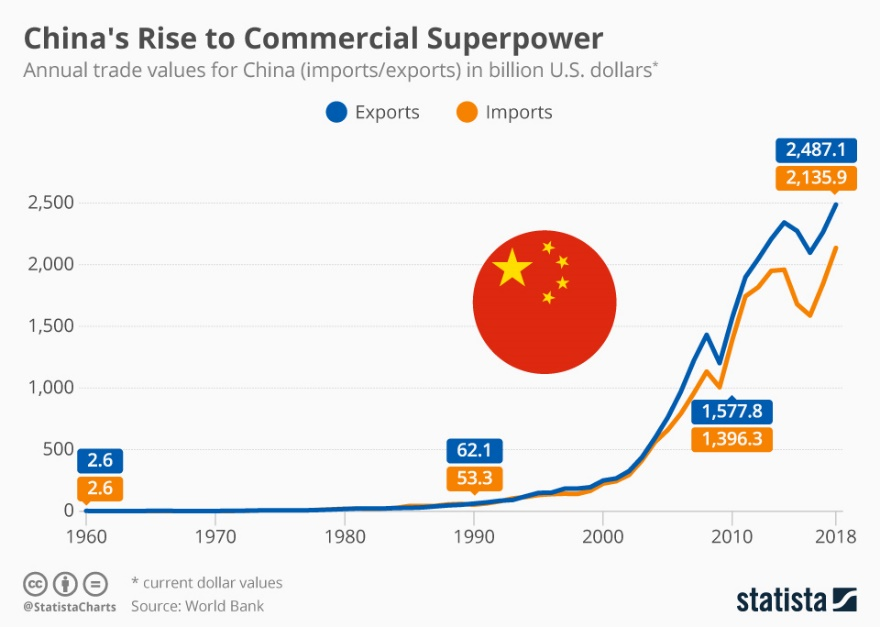 China's Rise to Commercial Superpower
Annual trade values for China (imports/exports) in billion U.S. dollars*
Exports Imports
2,487.1
2,135.9
2,500
2,000
1,500
1,000
1,577.8
1,396.3
500
2.6
2.6
62.1
53.3
0
1960 1970 1980 1990 2000 2010 2018
cc =
* current dollar values
@StatistaCharts Source: World Bank
statista